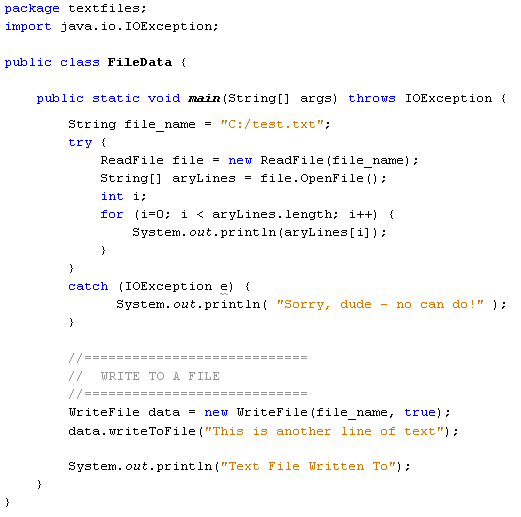 package textfiles;
import java.io.IOException;
public class FileData {
public static void main(String[] args) throws IOException {
String file_name = "C:/test.txt";
try {
ReadFile file = new ReadFile(file_name);
String[] aryLines = file.OpenFile();
int i;
for (i=0; i < aryLines.length; i++) {
System.out.println(aryLines[i]);
}
}
catch (IOException e) {
System.out.println( "Sorry, dude - no can do!" );
}
//============================
//  WRITE TO A FILE
//============================
WriteFile data = new WriteFile(file_name, true);
data.writeToFile("This is another line of text");
System.out.println("Text File Written To");
}
}